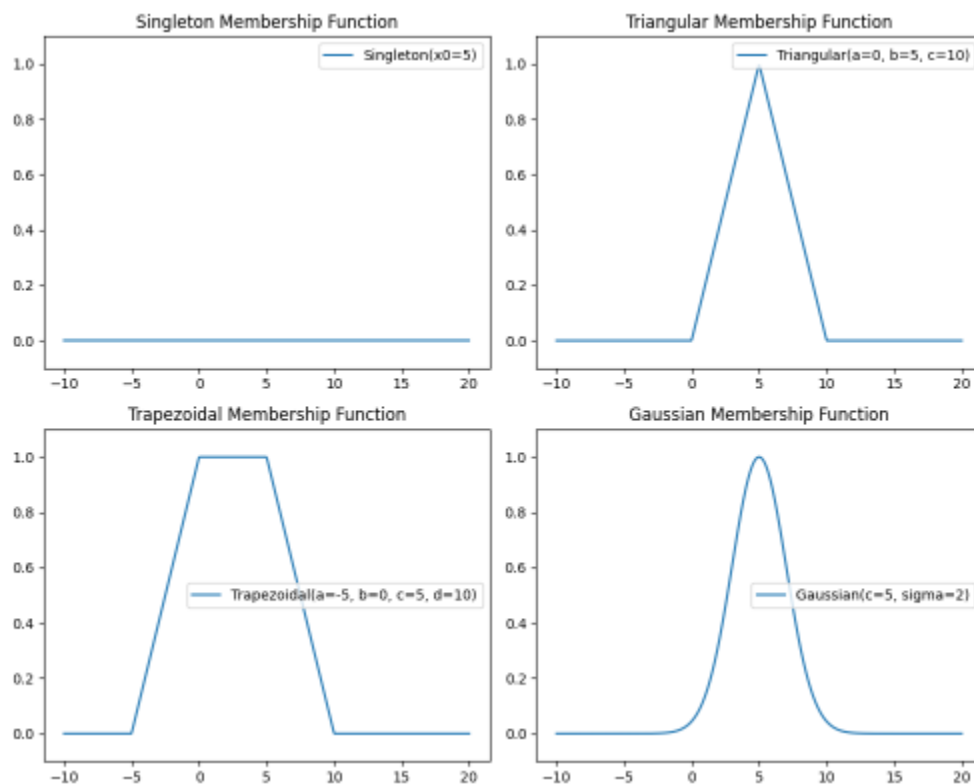 Singleton Membership Function
Singleton(x0=5)
1.0
0.8
0.6
0.4
0.2
0.0
−10 −5 0 5 10 15 20
Triangular Membership Function
Triangular(a=0, b=5, c=10)
1.0
0.8
0.6
0.4
0.2
0.0
−10 −5 0 5 10 15 20
Trapezoidal Membership Function
1.0
0.8
0.6
Trapezoidal(a=-5, b=0, c=5, d=10)
0.4
0.2
0.0
−10 −5 0 5 10 15 20
Gaussian Membership Function
1.0
0.8
0.6
Gaussian(c=5, sigma=2)
0.4
0.2
0.0
−10 −5 0 5 10 15 20